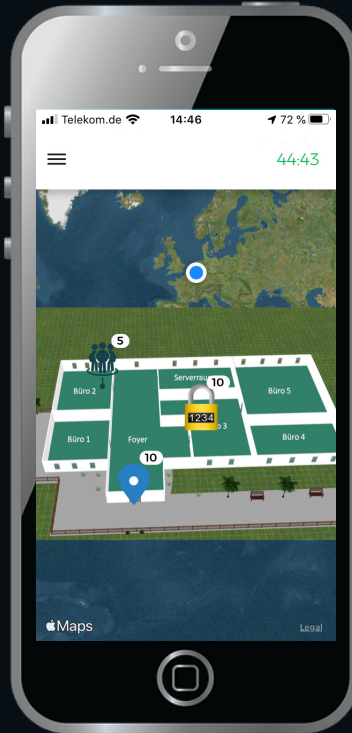 Telekom.de 14:46 72 %
44:43
5
Büro 2
Serverrau
10
Büro 5
1234
3
Büro 1
Foyer
Büro 4
10
Maps
Legal